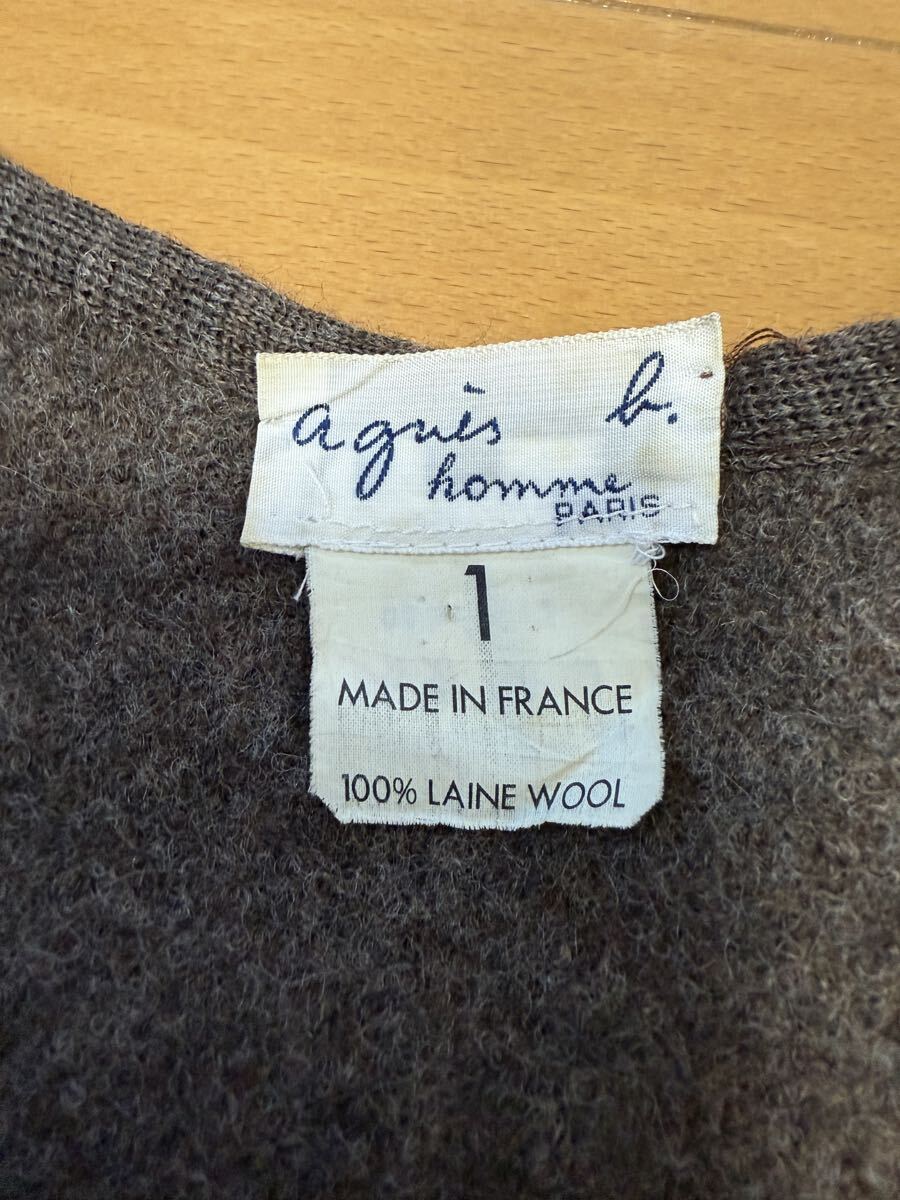 agnès b.
homme
PARIS
1
MADE IN FRANCE
100% LAINE WOOL